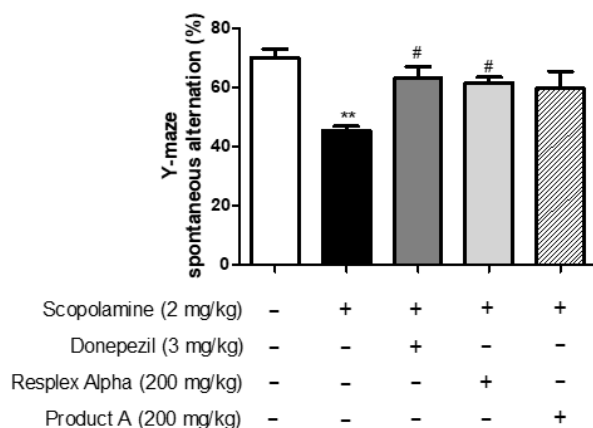 80
60
40
20
0
Y-maze
spontaneous alternation (%)
**
#
#
Scopolamine (2 mg/kg) – + + + +
Donepezil (3 mg/kg) – – + – –
Resplex Alpha (200 mg/kg) – – – + –
Product A (200 mg/kg) – – – – +